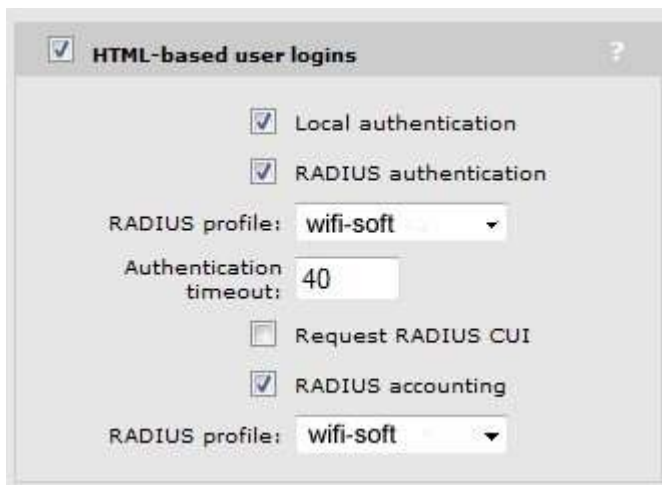 HTML-based user logins ?
Local authentication
RADIUS authentication
RADIUS profile: wifi-soft
Authentication
timeout: 40
Request RADIUS CUI
RADIUS accounting
RADIUS profile: wifi-soft